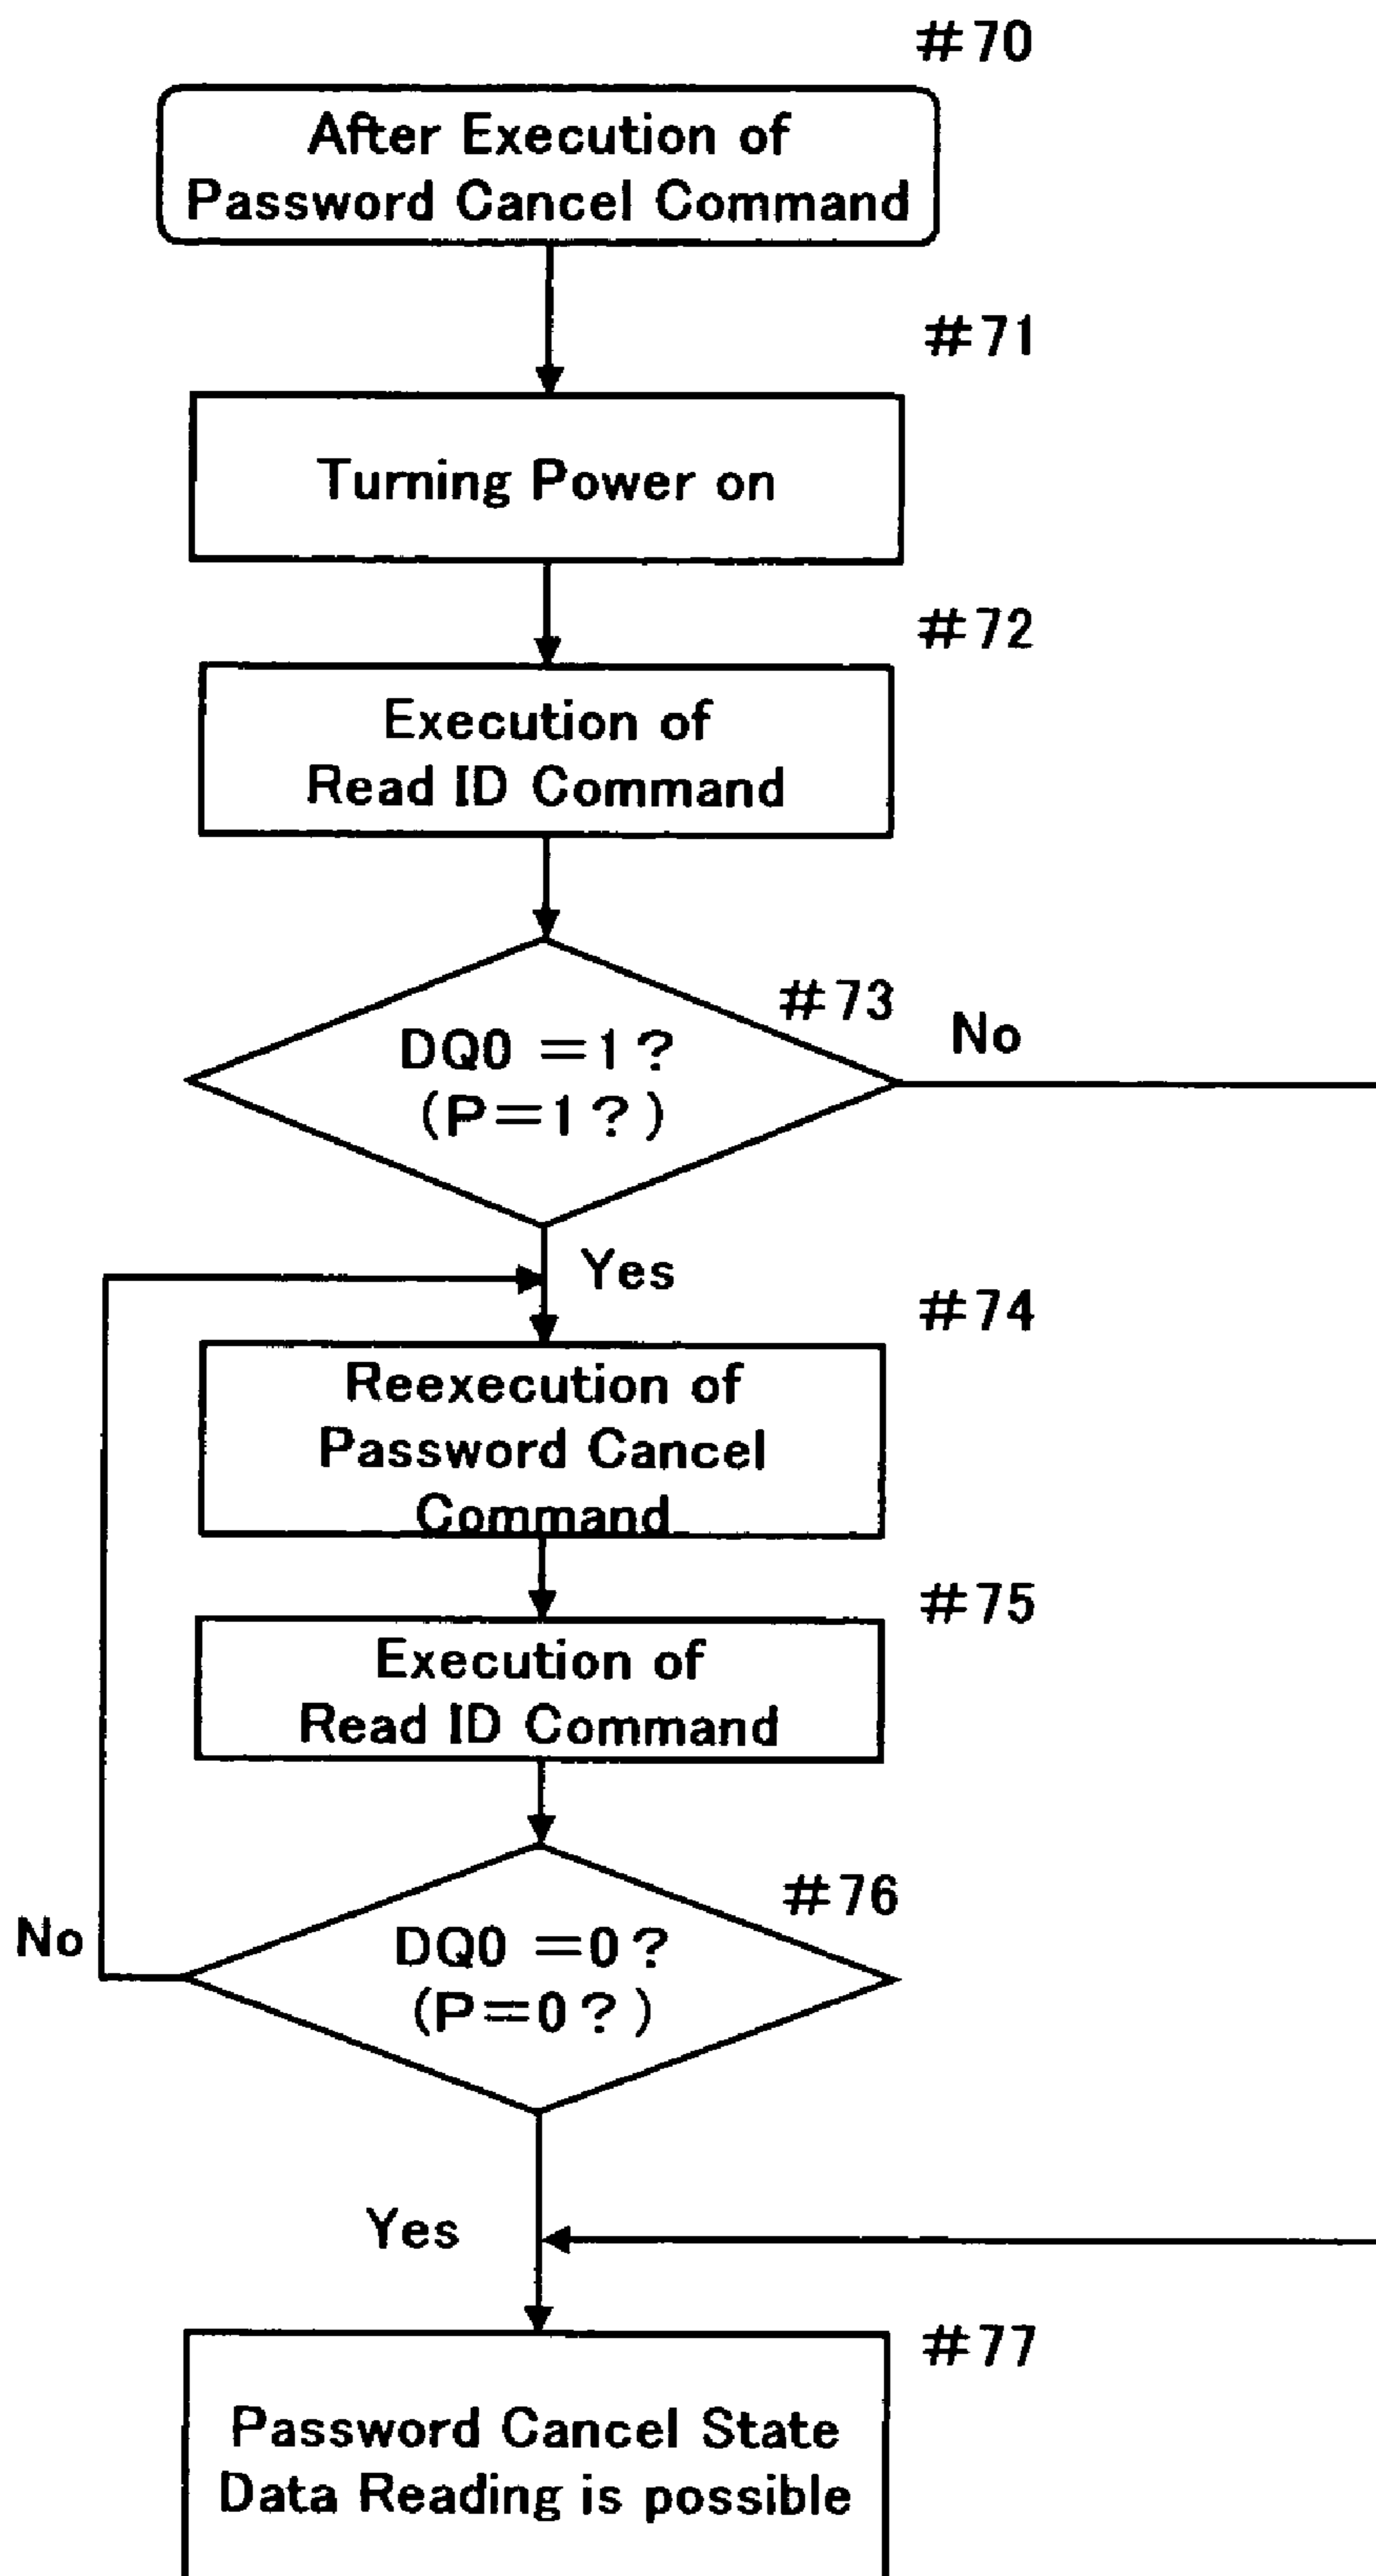 #70
After Execution of
Password Cancel Command
#71
Turning Power on
#72
Execution of
Read ID Command
#73
No
DQ0 =1?
(P=1?)
Yes
#74
Reexecution of
Password Cancel
Command
#75
Execution of
Read ID Command
#76
No
DQ0 =0?
(P=0?)
Yes
#77
Password Cancel State
Data Reading is possible